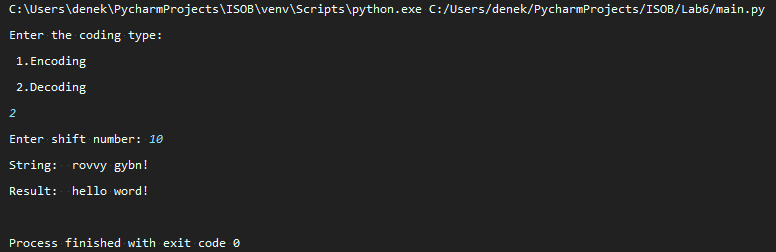 C:\Users\denek\PycharmProjects\ISOB\venv\Scripts\python.exe C:/Users/denek/PycharmProjects/ISOB/Lab6/main.py
Enter the coding type:
 1.Encoding
 2.Decoding
2
Enter shift number: 10
String:  rovvy gybn!
Result:  hello word!
Process finished with exit code 0